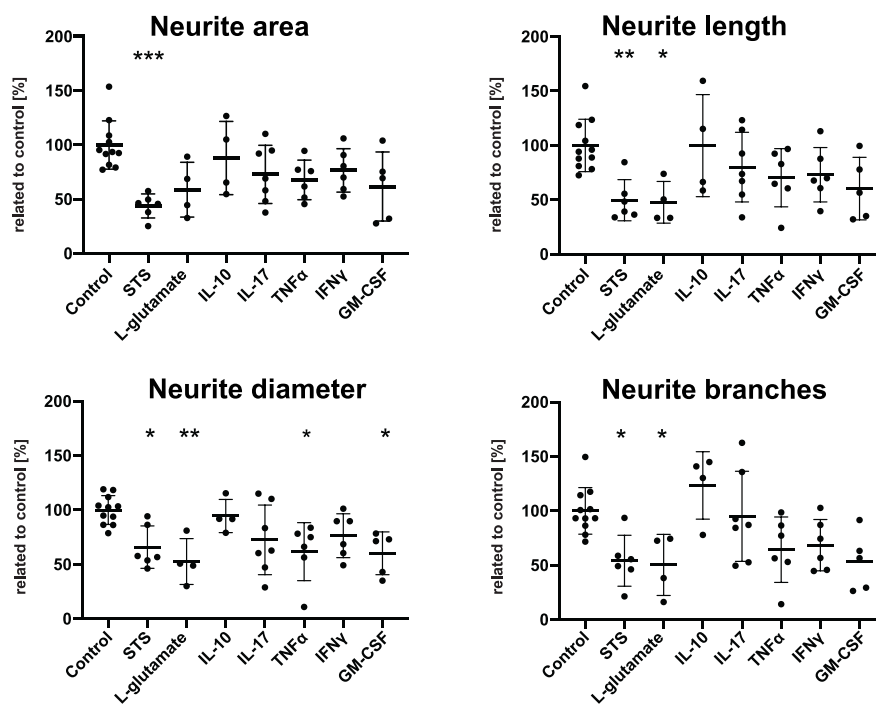 Neurite area
***
related to control [%]
200
150
100
50
0
Control
STS
L-glutamate
IL-10
IL-17
TNFα
IFNγ
GM-CSF
Neurite length
**
*
related to control [%]
200
150
100
50
0
Control
STS
L-glutamate
IL-10
IL-17
TNFα
IFNγ
GM-CSF
Neurite diameter
*
**
*
*
related to control [%]
200
150
100
50
0
Control
STS
L-glutamate
IL-10
IL-17
TNFα
IFNγ
GM-CSF
Neurite branches
*
*
related to control [%]
200
150
100
50
0
Control
STS
L-glutamate
IL-10
IL-17
TNFα
IFNγ
GM-CSF